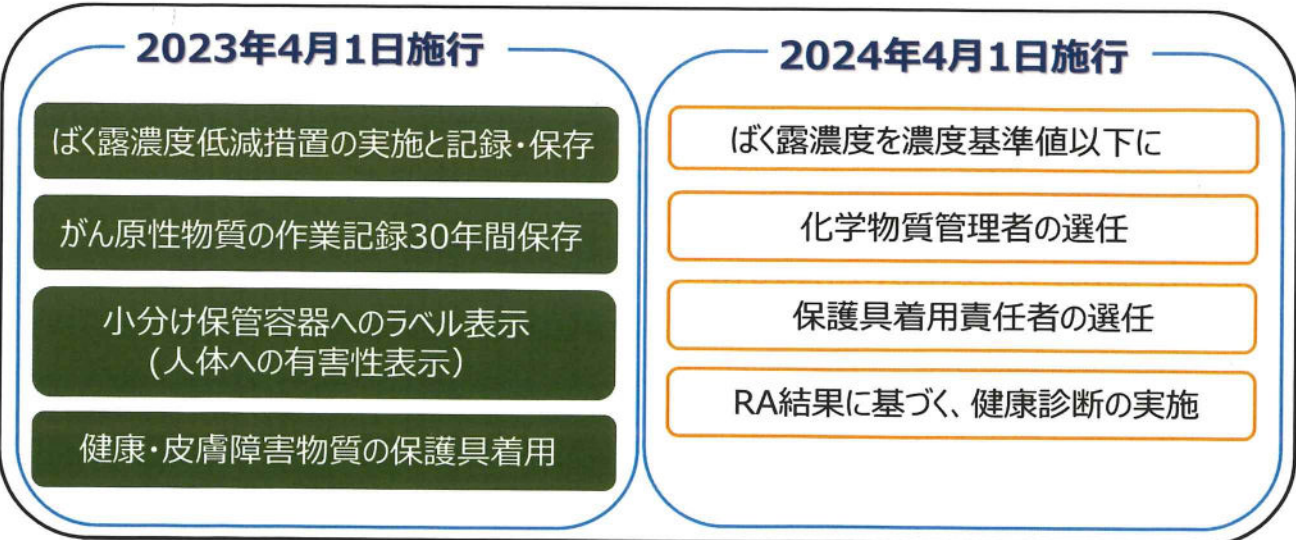 2023年4月1日施行
ばく露濃度低減措置の実施と記録・保存
がん原性物質の作業記録30年間保存
小分け保管容器へのラベル表示
(人体への有害性表示)
健康・皮膚障害物質の保護具着用
2024年4月1日施行
ばく露濃度を濃度基準値以下に
化学物質管理者の選任
保護具着用責任者の選任
RA結果に基づく、健康診断の実施